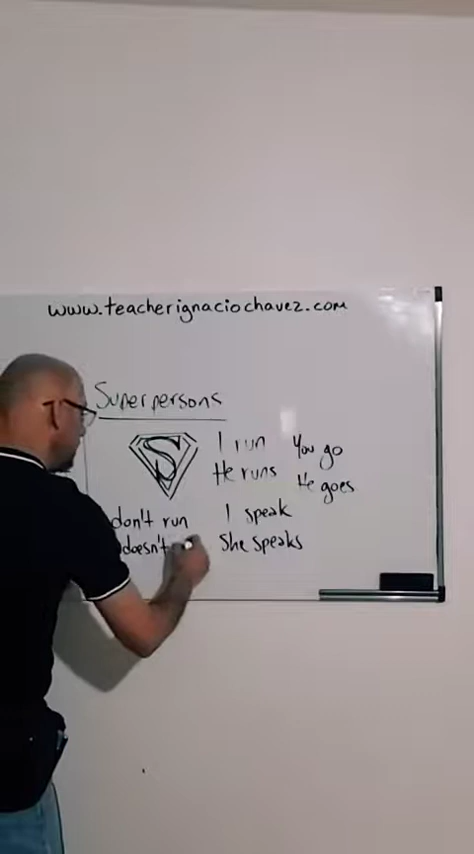 www.teacherignaciochavez.com
Superpersons
S
I run You go
He runs He goes
don't run I speak
doesn't She speaks